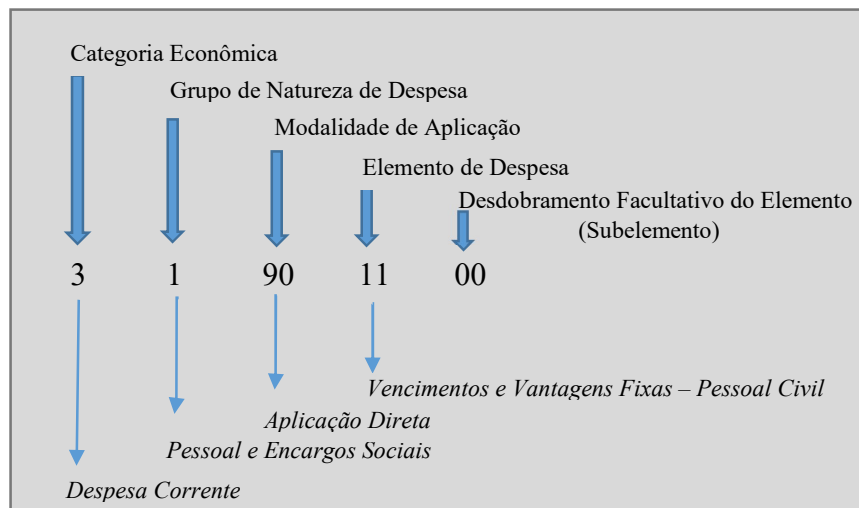 Categoria Econômica
Grupo de Natureza de Despesa
Modalidade de Aplicação
Elemento de Despesa
Desdobramento Facultativo do Elemento
(Subelemento)
3 1 90 11 00
Vencimentos e Vantagens Fixas – Pessoal Civil
Aplicação Direta
Pessoal e Encargos Sociais
Despesa Corrente